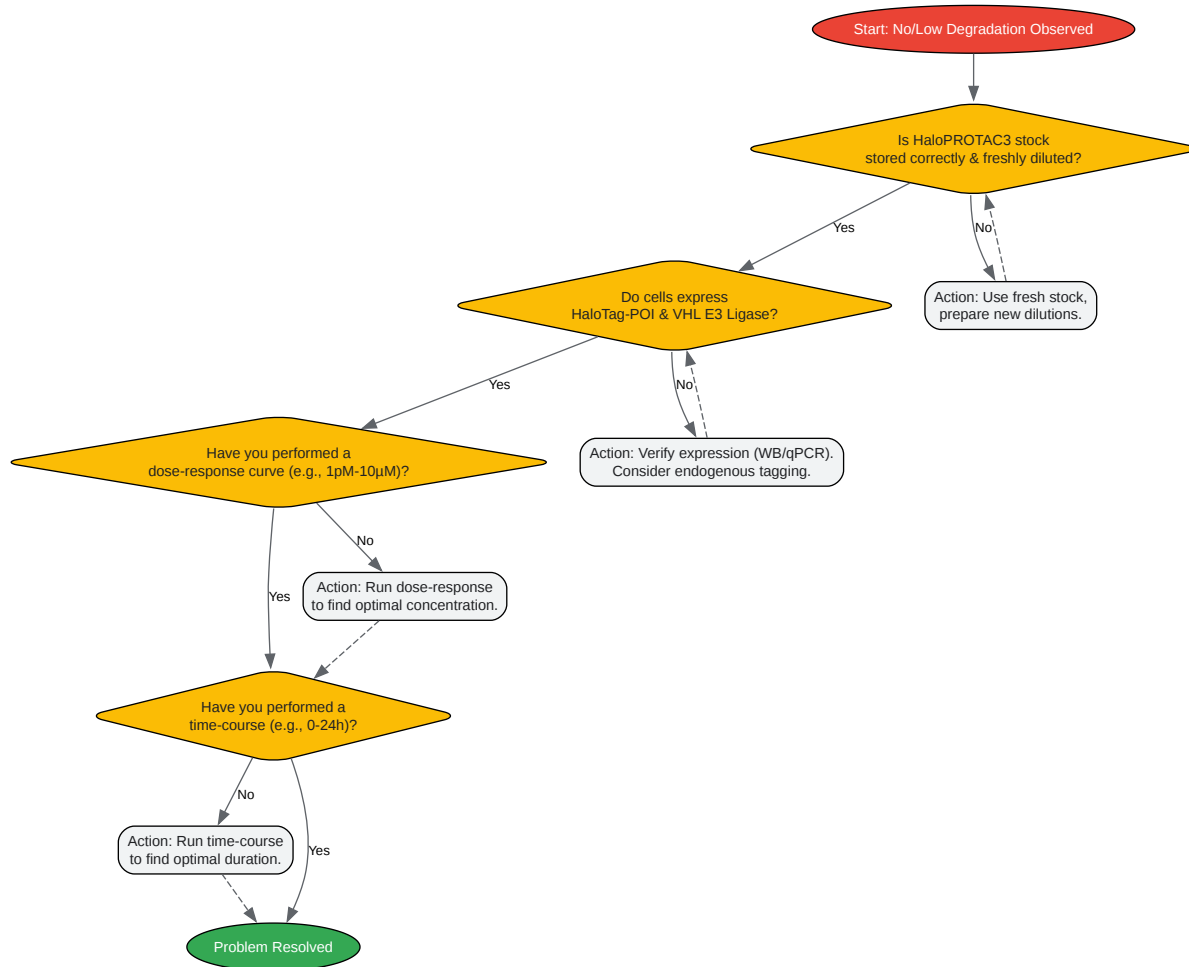 Start: No/Low Degradation Observed
Is HaloPROTAC3 stock
stored correctly & freshly diluted?
Yes
No
Action: Use fresh stock,
prepare new dilutions.
Do cells express
HaloTag-POI & VHL E3 Ligase?
Yes
No
Action: Verify expression (WB/qPCR).
Consider endogenous tagging.
Have you performed a
dose-response curve (e.g., 1pM-10µM)?
No
Action: Run dose-response
to find optimal concentration.
Yes
Have you performed a
time-course (e.g., 0-24h)?
No
Action: Run time-course
to find optimal duration.
Yes
Problem Resolved